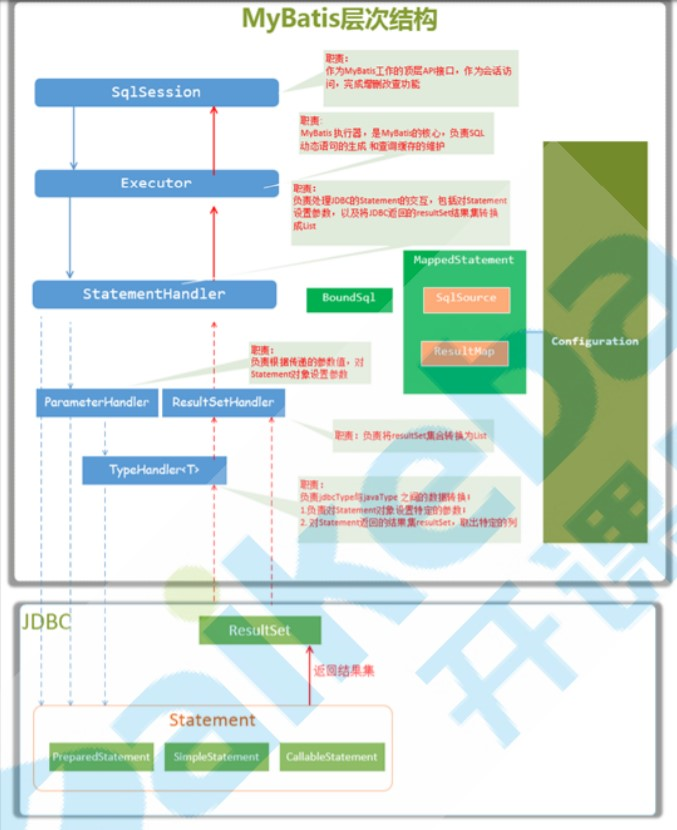 MyBatis层次结构
职责：
作为MyBatis工作的顶层API接口，作为会话访
问，完成增删改查功能
SqlSession
职责：
MyBatis 执行器，是MyBatis的核心，负责SQL
动态语句的生成 和查询缓存的维护
Executor
职责：
负责处理JDBC的Statement的交互，包括对Statement
设置参数，以及将JDBC返回的resultSet结果集转换
成List
StatementHandler
BoundSql
MappedStatement
SqlSource
ResultMap
Configuration
职责：
负责根据传递的参数值，对
Statement对象设置参数
ParameterHandler
ResultSetHandler
职责：负责将resultSet集合转换为List
TypeHandler<T>
职责：
负责jdbcType与javaType 之间的数据转换：
1.负责对Statement对象设置特定的参数；
2. 对Statement返回的结果集resultSet，取出特定的列
JDBC
ResultSet
返回结果集
Statement
PreparedStatement
SimpleStatement
CallableStatement
kaikeba
开课